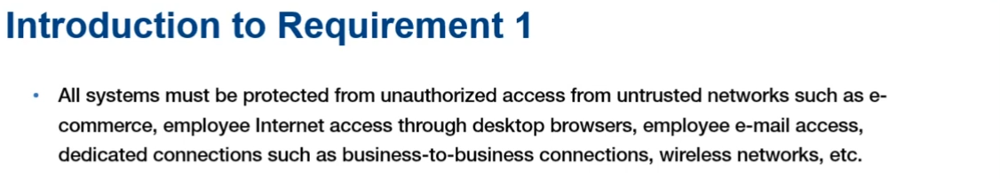 Introduction to Requirement 1
• All systems must be protected from unauthorized access from untrusted networks such as e-
commerce, employee Internet access through desktop browsers, employee e-mail access,
dedicated connections such as business-to-business connections, wireless networks, etc.